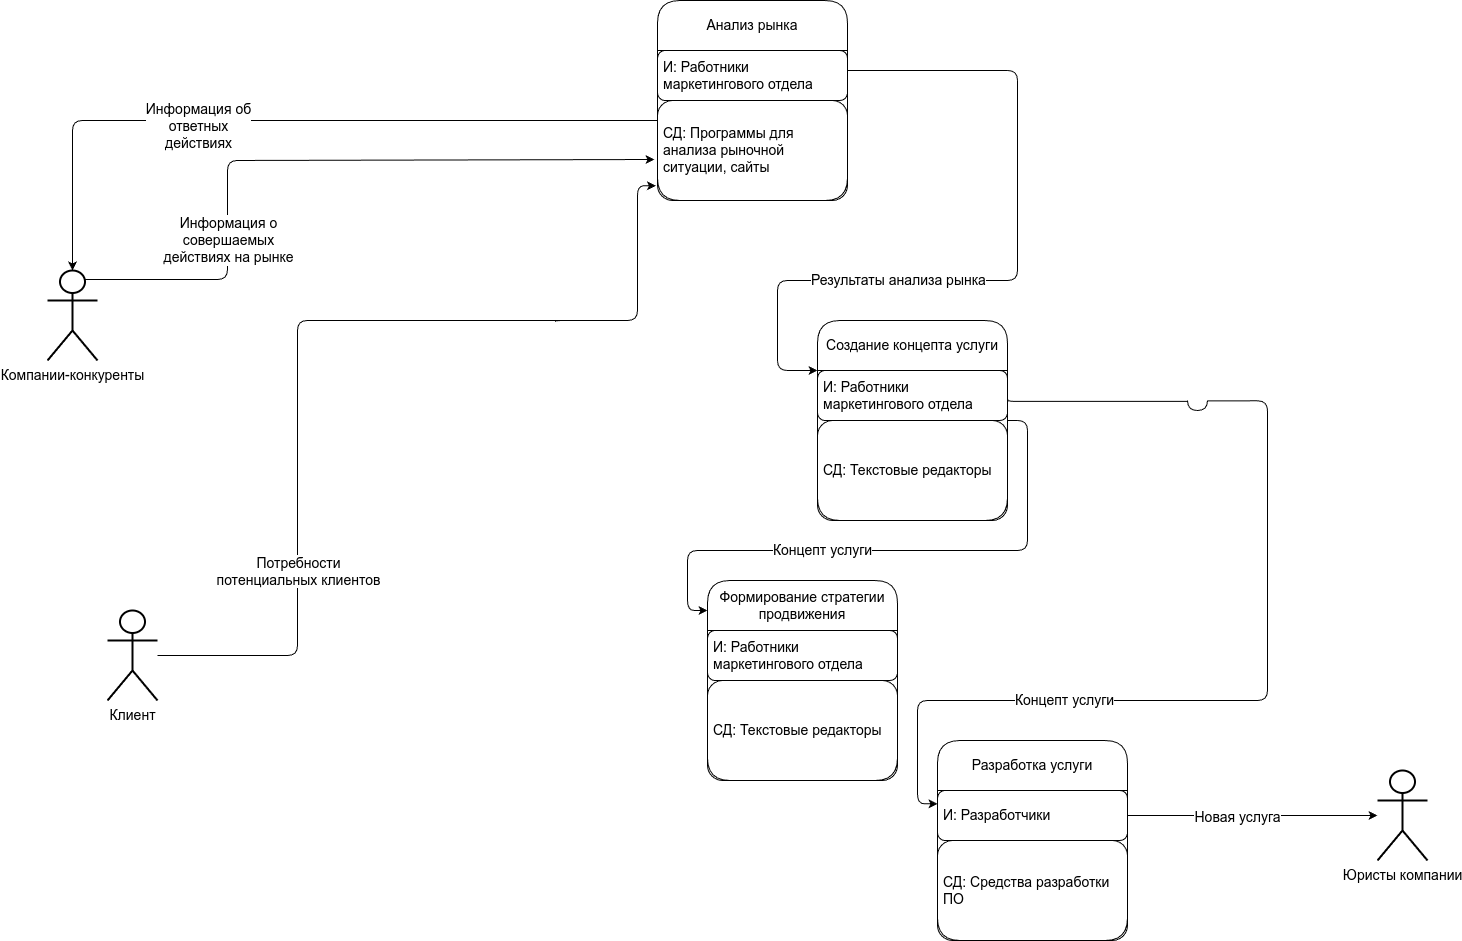 Анализ рынка
И: Работники
маркетингового отдела
СД: Программы для
анализа рыночной
ситуации, сайты
Информация об
ответных
действиях
Информация о
совершаемых
действиях на рынке
Компании-конкуренты
Результаты анализа рынка
Создание концепта услуги
И: Работники
маркетингового отдела
СД: Текстовые редакторы
Концепт услуги
Потребности
потенциальных клиентов
Клиент
Формирование стратегии
продвижения
И: Работники
маркетингового отдела
СД: Текстовые редакторы
Концепт услуги
Разработка услуги
И: Разработчики
СД: Средства разработки
ПО
Новая услуга
Юристы компании